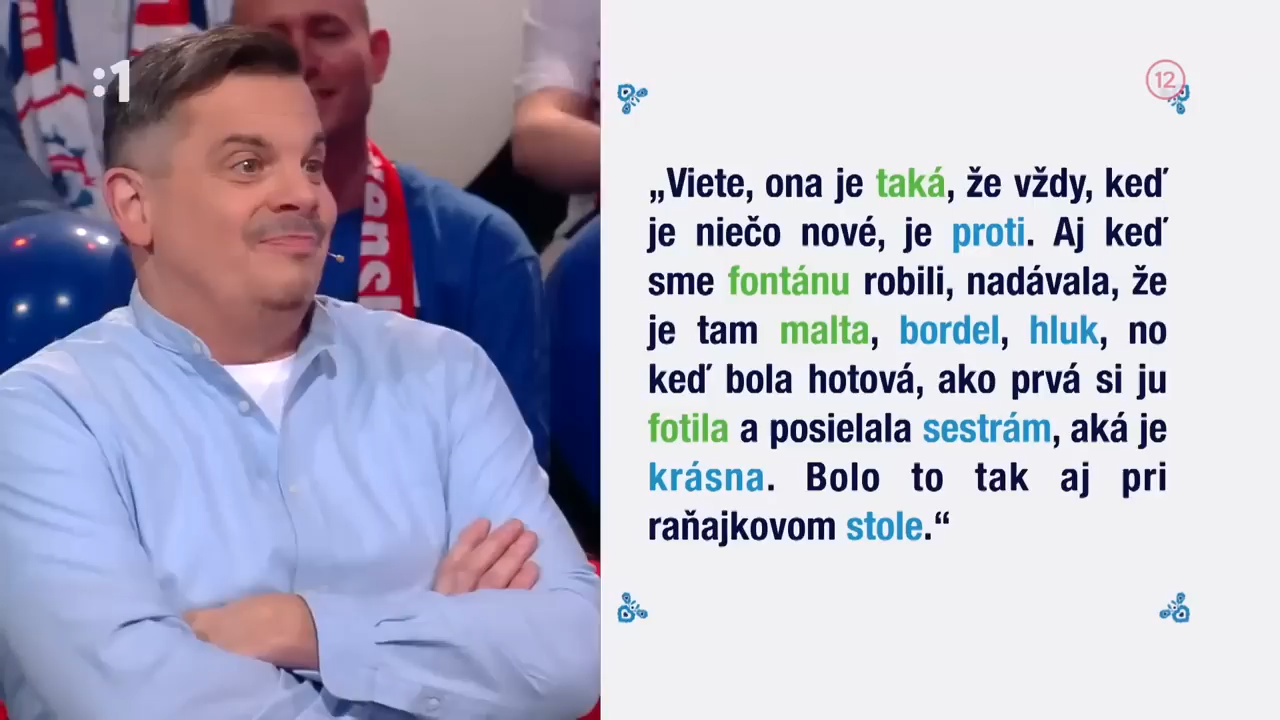 :1
12
„Viete, ona je taká, že vždy, keď
je niečo nové, je proti. Aj keď
sme fontánu robili, nadávala, že
je tam malta, bordel, hluk, no
keď bola hotová, ako prvá si ju
fotila a posielala sestrám, aká je
krásna. Bolo to tak aj pri
raňajkovom stole.“